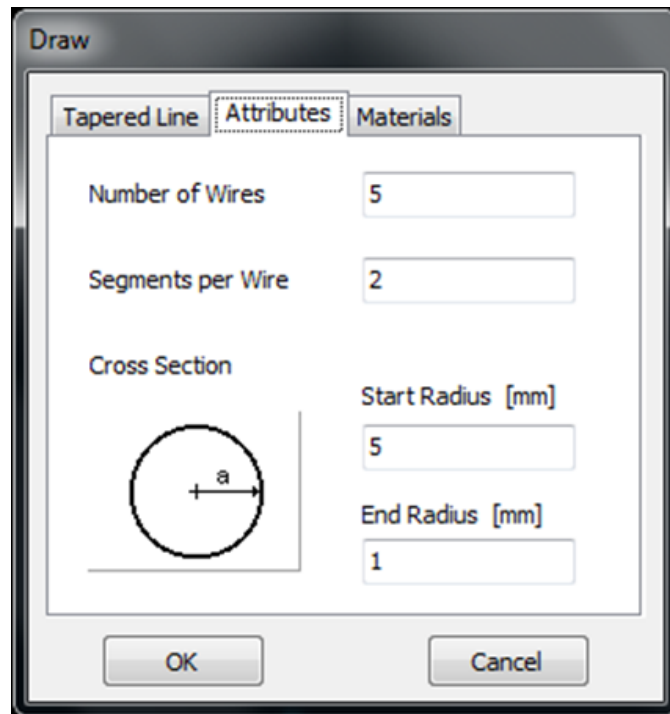 Draw
Tapered Line Attributes Materials
Number of Wires 5
Segments per Wire 2
Cross Section
Start Radius [mm]
5
a
End Radius [mm]
1
OK Cancel